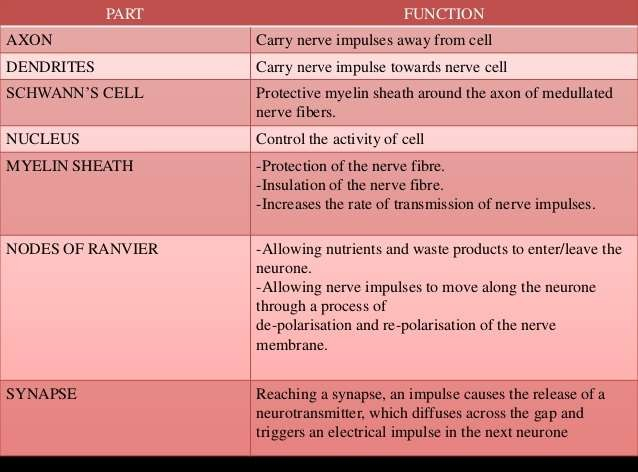 PART FUNCTION
AXON Carry nerve impulses away from cell
DENDRITES Carry nerve impulse towards nerve cell
SCHWANN'S CELL Protective myelin sheath around the axon of medullated
nerve fibers.
NUCLEUS Control the activity of cell
MYELIN SHEATH -Protection of the nerve fibre.
-Insulation of the nerve fibre.
-Increases the rate of transmission of nerve impulses.
NODES OF RANVIER -Allowing nutrients and waste products to enter/leave the
neurone.
-Allowing nerve impulses to move along the neurone
through a process of
de-polarisation and re-polarisation of the nerve
membrane.
SYNAPSE Reaching a synapse, an impulse causes the release of a
neurotransmitter, which diffuses across the gap and
triggers an electrical impulse in the next neurone